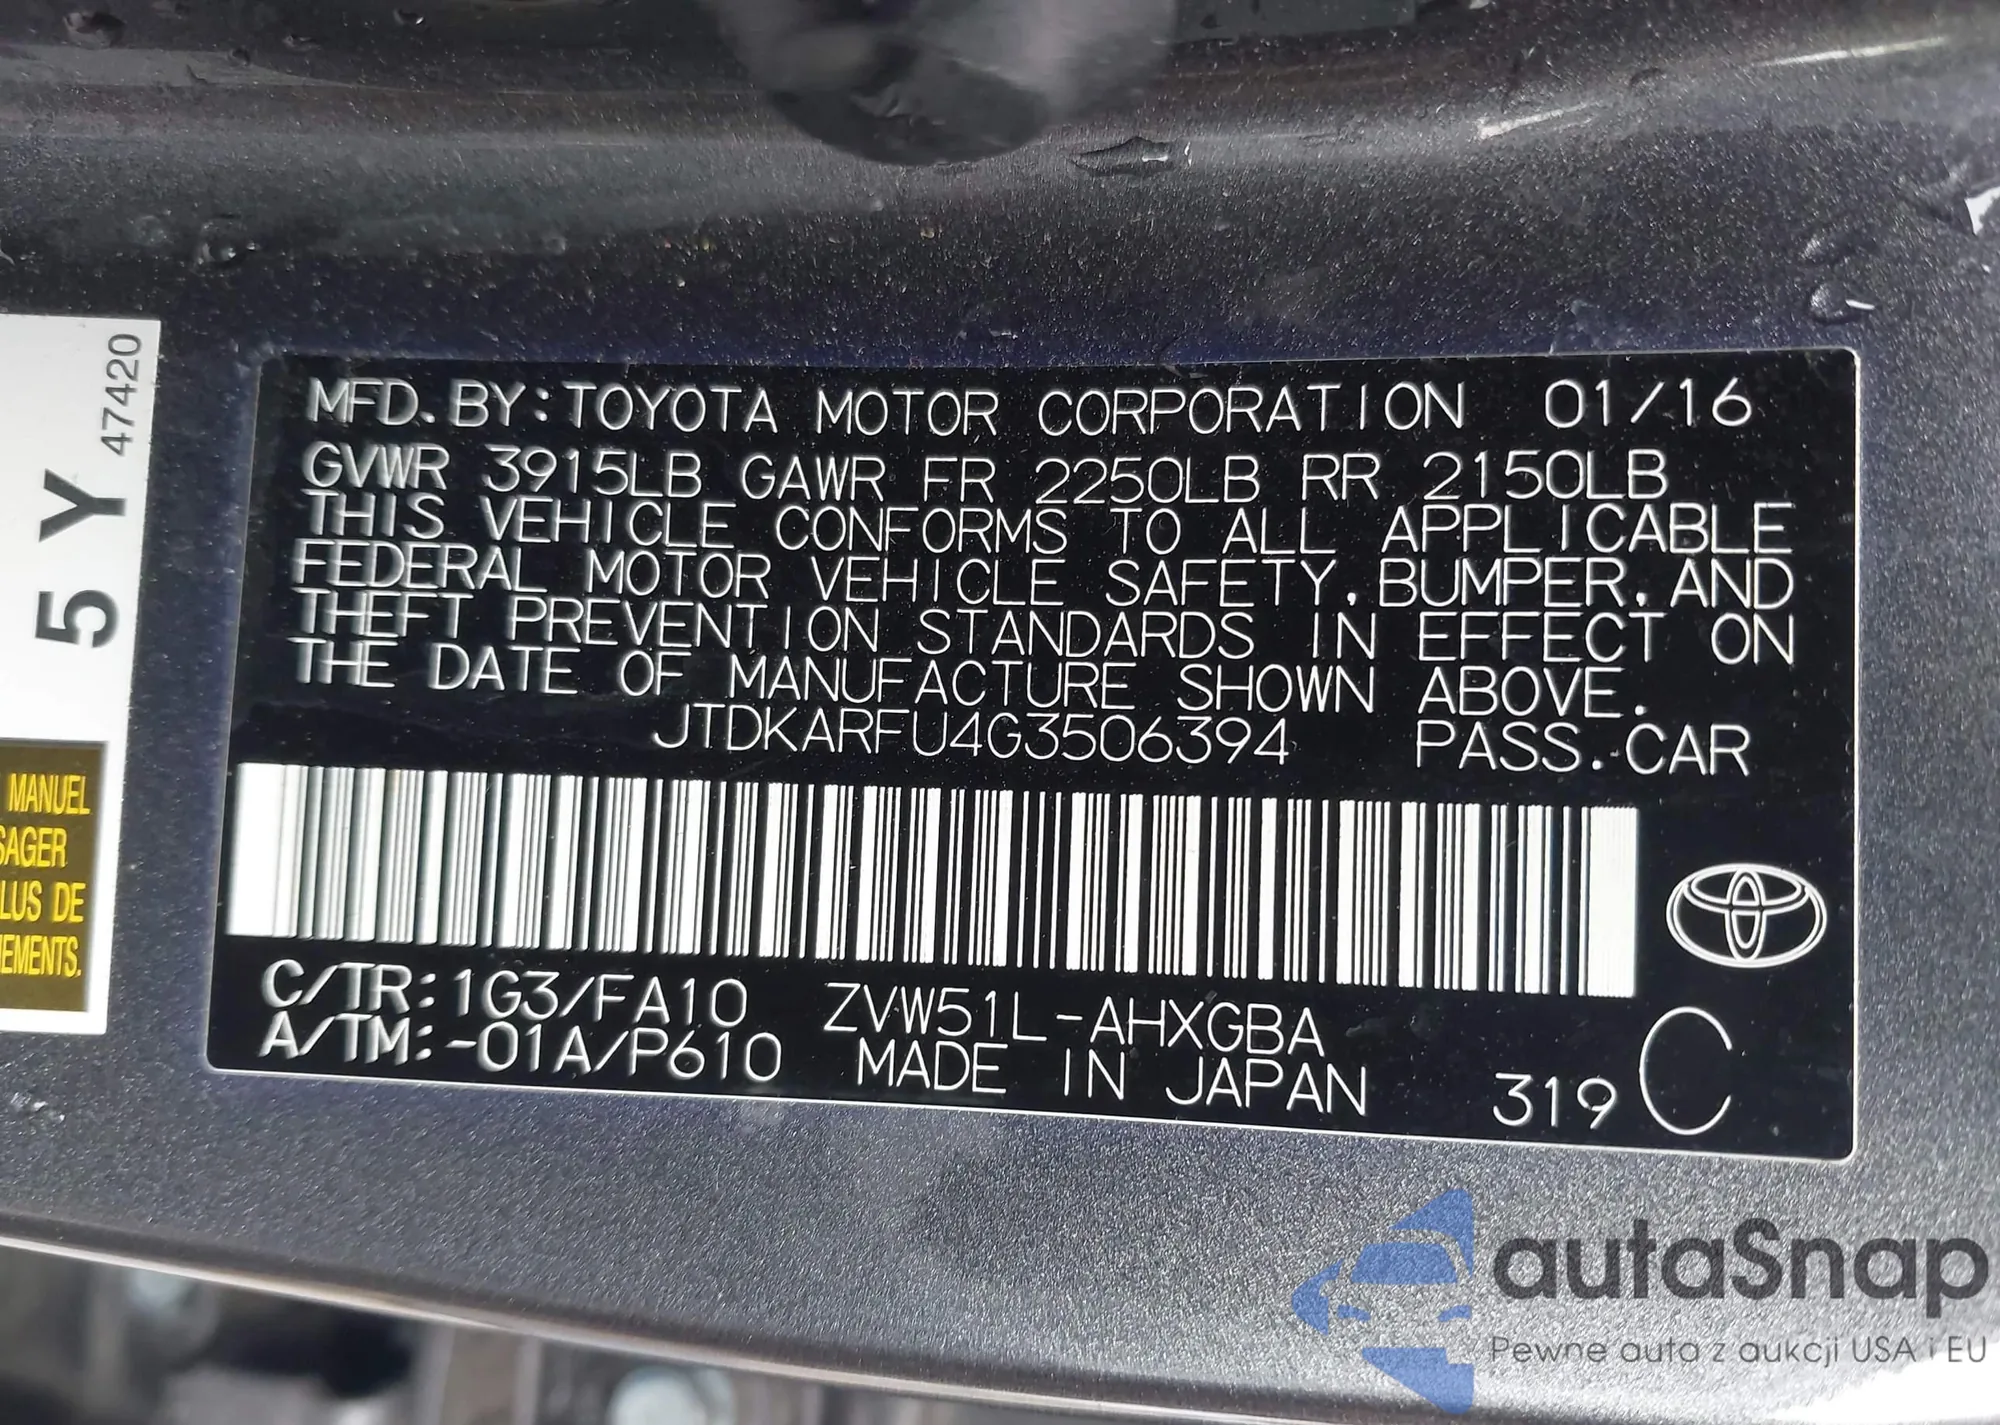 MFD. BY: TOYOTA MOTOR CORPORATION 01/16
GVWR 3915LB GAWR FR 2250LB RR 2150LB
THIS VEHICLE CONFORMS TO ALL APPLICABLE
FEDERAL MOTOR VEHICLE SAFETY, BUMPER, AND
THEFT PREVENTION STANDARDS IN EFFECT ON
THE DATE OF MANUFACTURE SHOWN ABOVE.
JTDKARFU4G3506394 PASS. CAR
C/TR: 1G3/FA10 ZVW51L-AHXGBA
A/TM: -01A/P610 MADE IN JAPAN 319 C
5Y 47420
MANUEL
SAGER
LUS DE
EMENTS.
autaSnap
Pewne auta z aukcji USA i EU